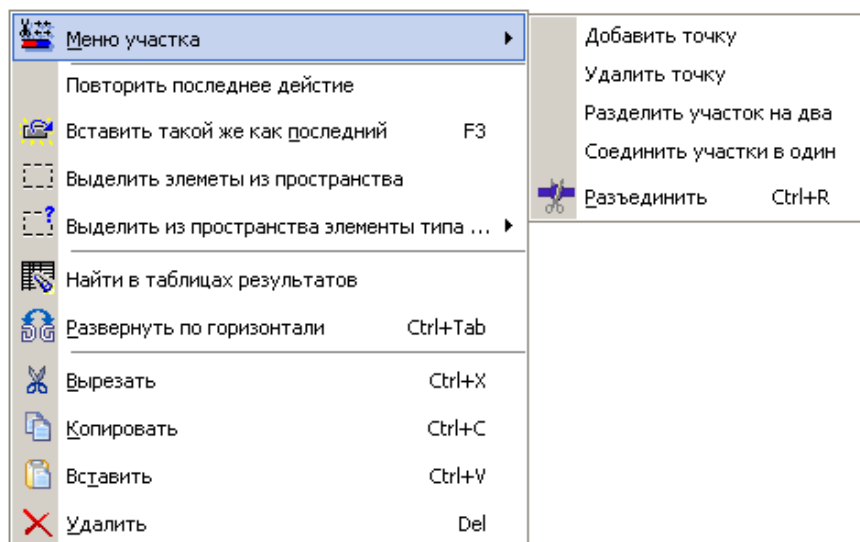 Меню участка
Повторить последнее дейстие
Вставить такой же как последний F3
Выделить элеметы из пространства
Выделить из пространства элементы типа ...
Найти в таблицах результатов
Развернуть по горизонтали Ctrl+Tab
Вырезать Ctrl+X
Копировать Ctrl+C
Вставить Ctrl+V
Удалить Del
Добавить точку
Удалить точку
Разделить участок на два
Соединить участки в один
Разъединить Ctrl+R